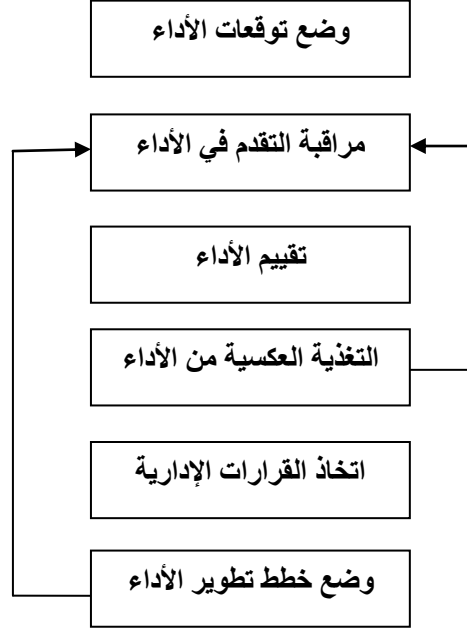 وضع توقعات الأداء
مراقبة التقدم في الأداء
تقييم الأداء
التغذية العكسية من الأداء
اتخاذ القرارات الإدارية
وضع خطط تطوير الأداء